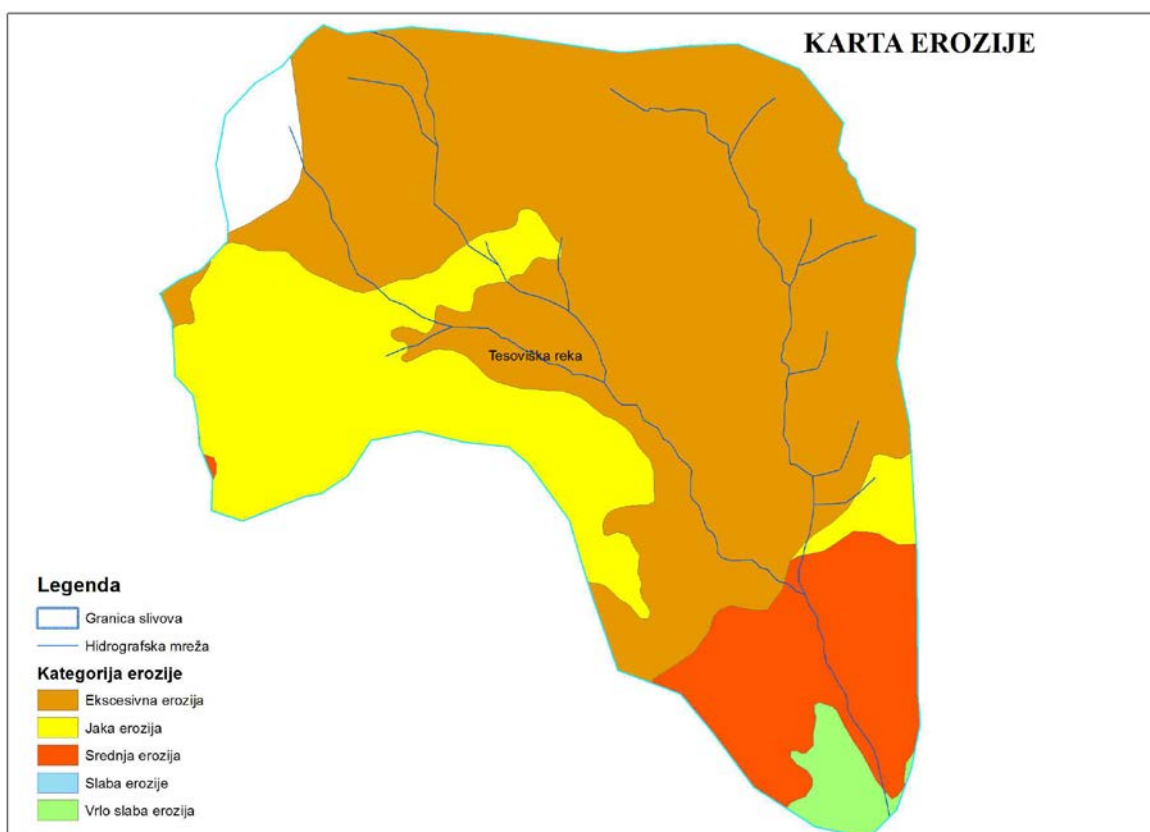 KARTA EROZIJE
Tesoviška reka
Legenda
Granica slivova
Hidrografska mreža
Kategorija erozije
Ekscesivna erozija
Jaka erozija
Srednja erozija
Slaba erozije
Vrlo slaba erozija